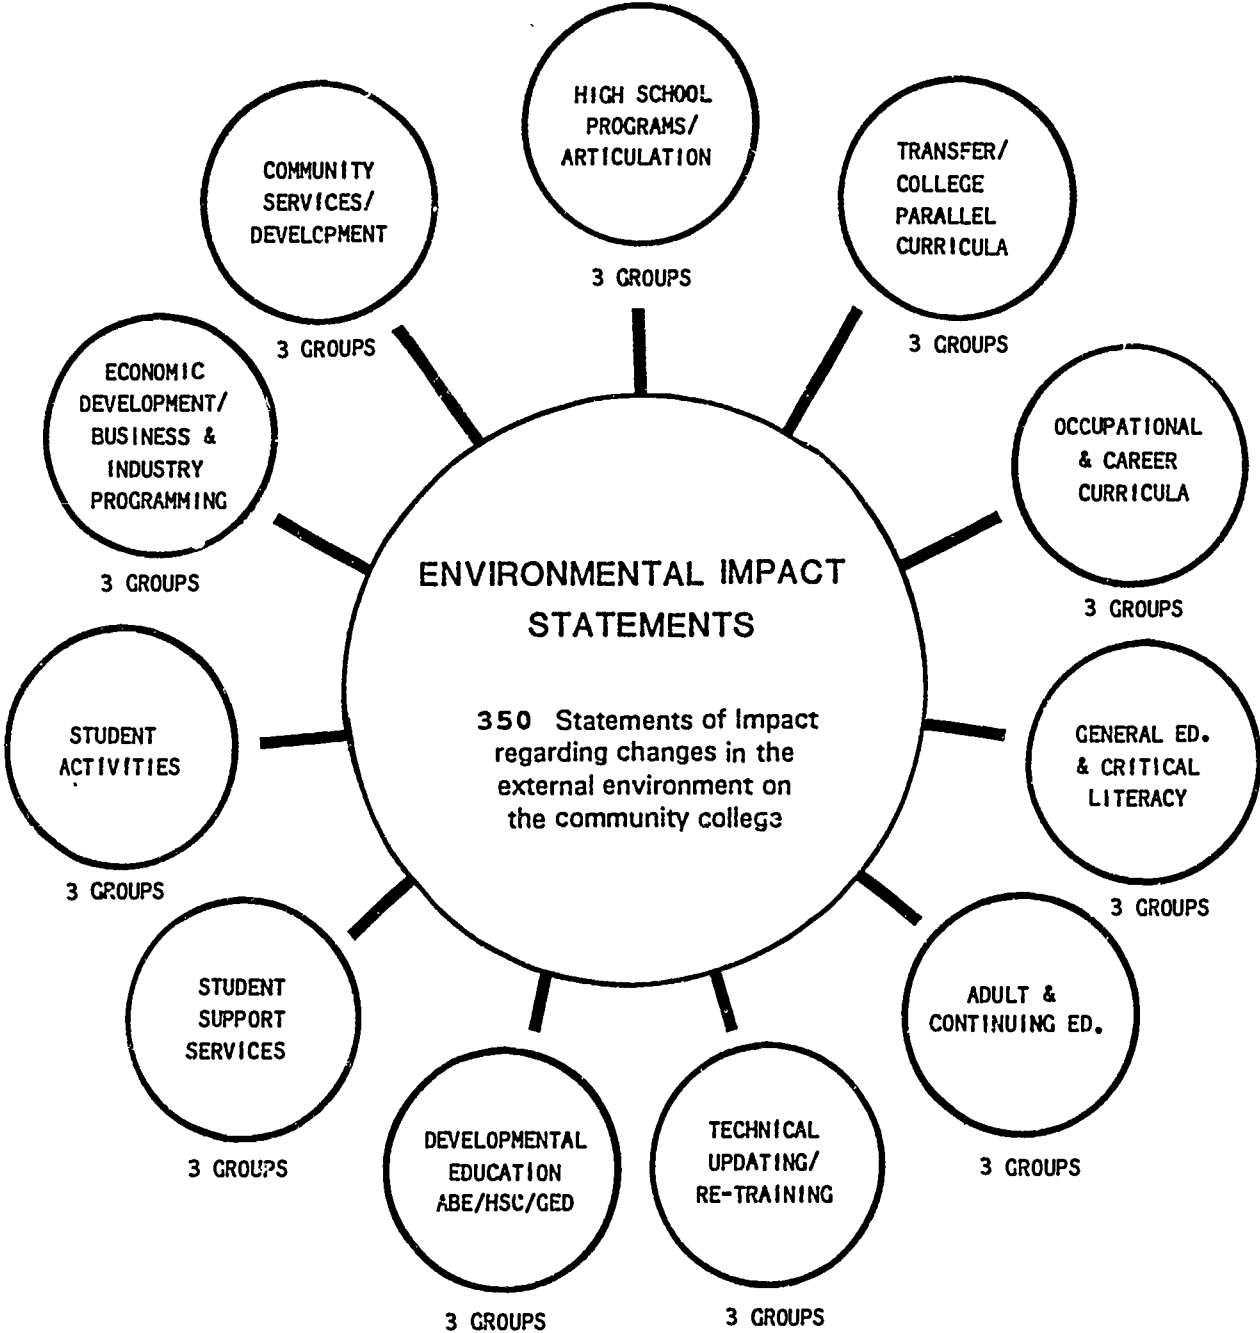 HIGH SCHOOL
PROGRAMS/
ARTICULATION
3 GROUPS
TRANSFER/
COLLEGE
PARALLEL
CURRICULA
3 GROUPS
OCCUPATIONAL
& CAREER
CURRICULA
3 GROUPS
GENERAL ED.
& CRITICAL
LITERACY
3 GROUPS
ADULT &
CONTINUING ED.
3 GROUPS
TECHNICAL
UPDATING/
RE-TRAINING
3 GROUPS
DEVELOPMENTAL
EDUCATION
ABE/HSC/GED
3 GROUPS
STUDENT
SUPPORT
SERVICES
3 GROUPS
STUDENT
ACTIVITIES
3 GROUPS
ECONOMIC
DEVELOPMENT/
BUSINESS &
INDUSTRY
PROGRAMMING
3 GROUPS
COMMUNITY
SERVICES/
DEVELOPMENT
3 GROUPS
ENVIRONMENTAL IMPACT
STATEMENTS
350 Statements of Impact
regarding changes in the
external environment on
the community college